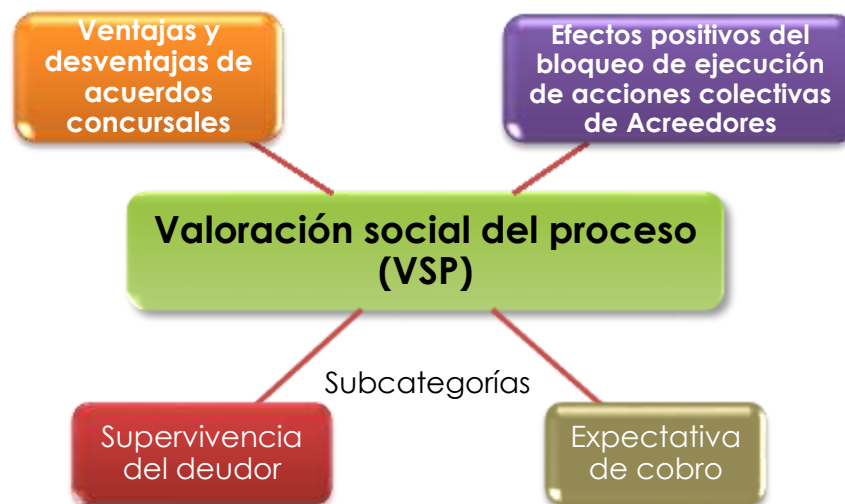 Ventajas y
desventajas de
acuerdos
concursales
Efectos positivos del
bloqueo de ejecución
de acciones colectivas
de Acreedores
Valoración social del proceso
(VSP)
Subcategorías
Supervivencia
del deudor
Expectativa
de cobro